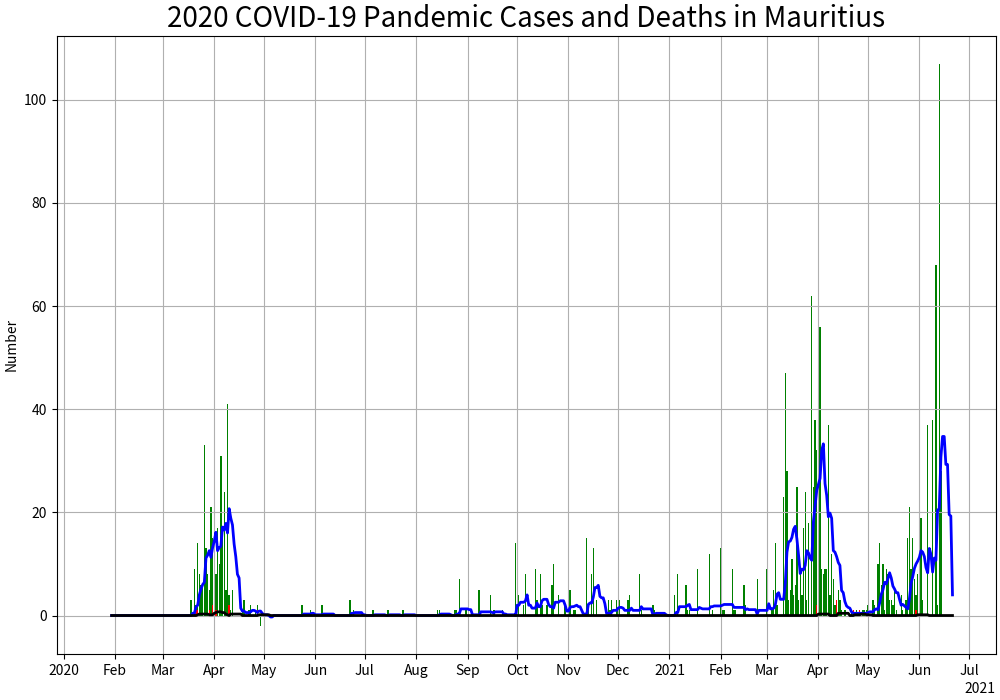 2020 COVID-19 Pandemic Cases and Deaths in Mauritius
Number
100
80
60
40
20
0
2020 Feb Mar Apr May Jun Jul Aug Sep Oct Nov Dec 2021 Feb Mar Apr May Jun Jul
2021